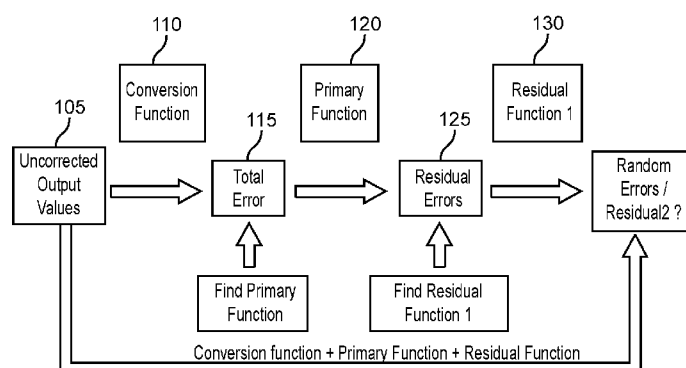 110
120
130
Conversion
Function
Primary
Function
Residual
Function 1
105
115
125
Uncorrected
Output
Values
Total
Error
Residual
Errors
Random
Errors /
Residual2 ?
Find Primary
Function
Find Residual
Function 1
Conversion function + Primary Function + Residual Function